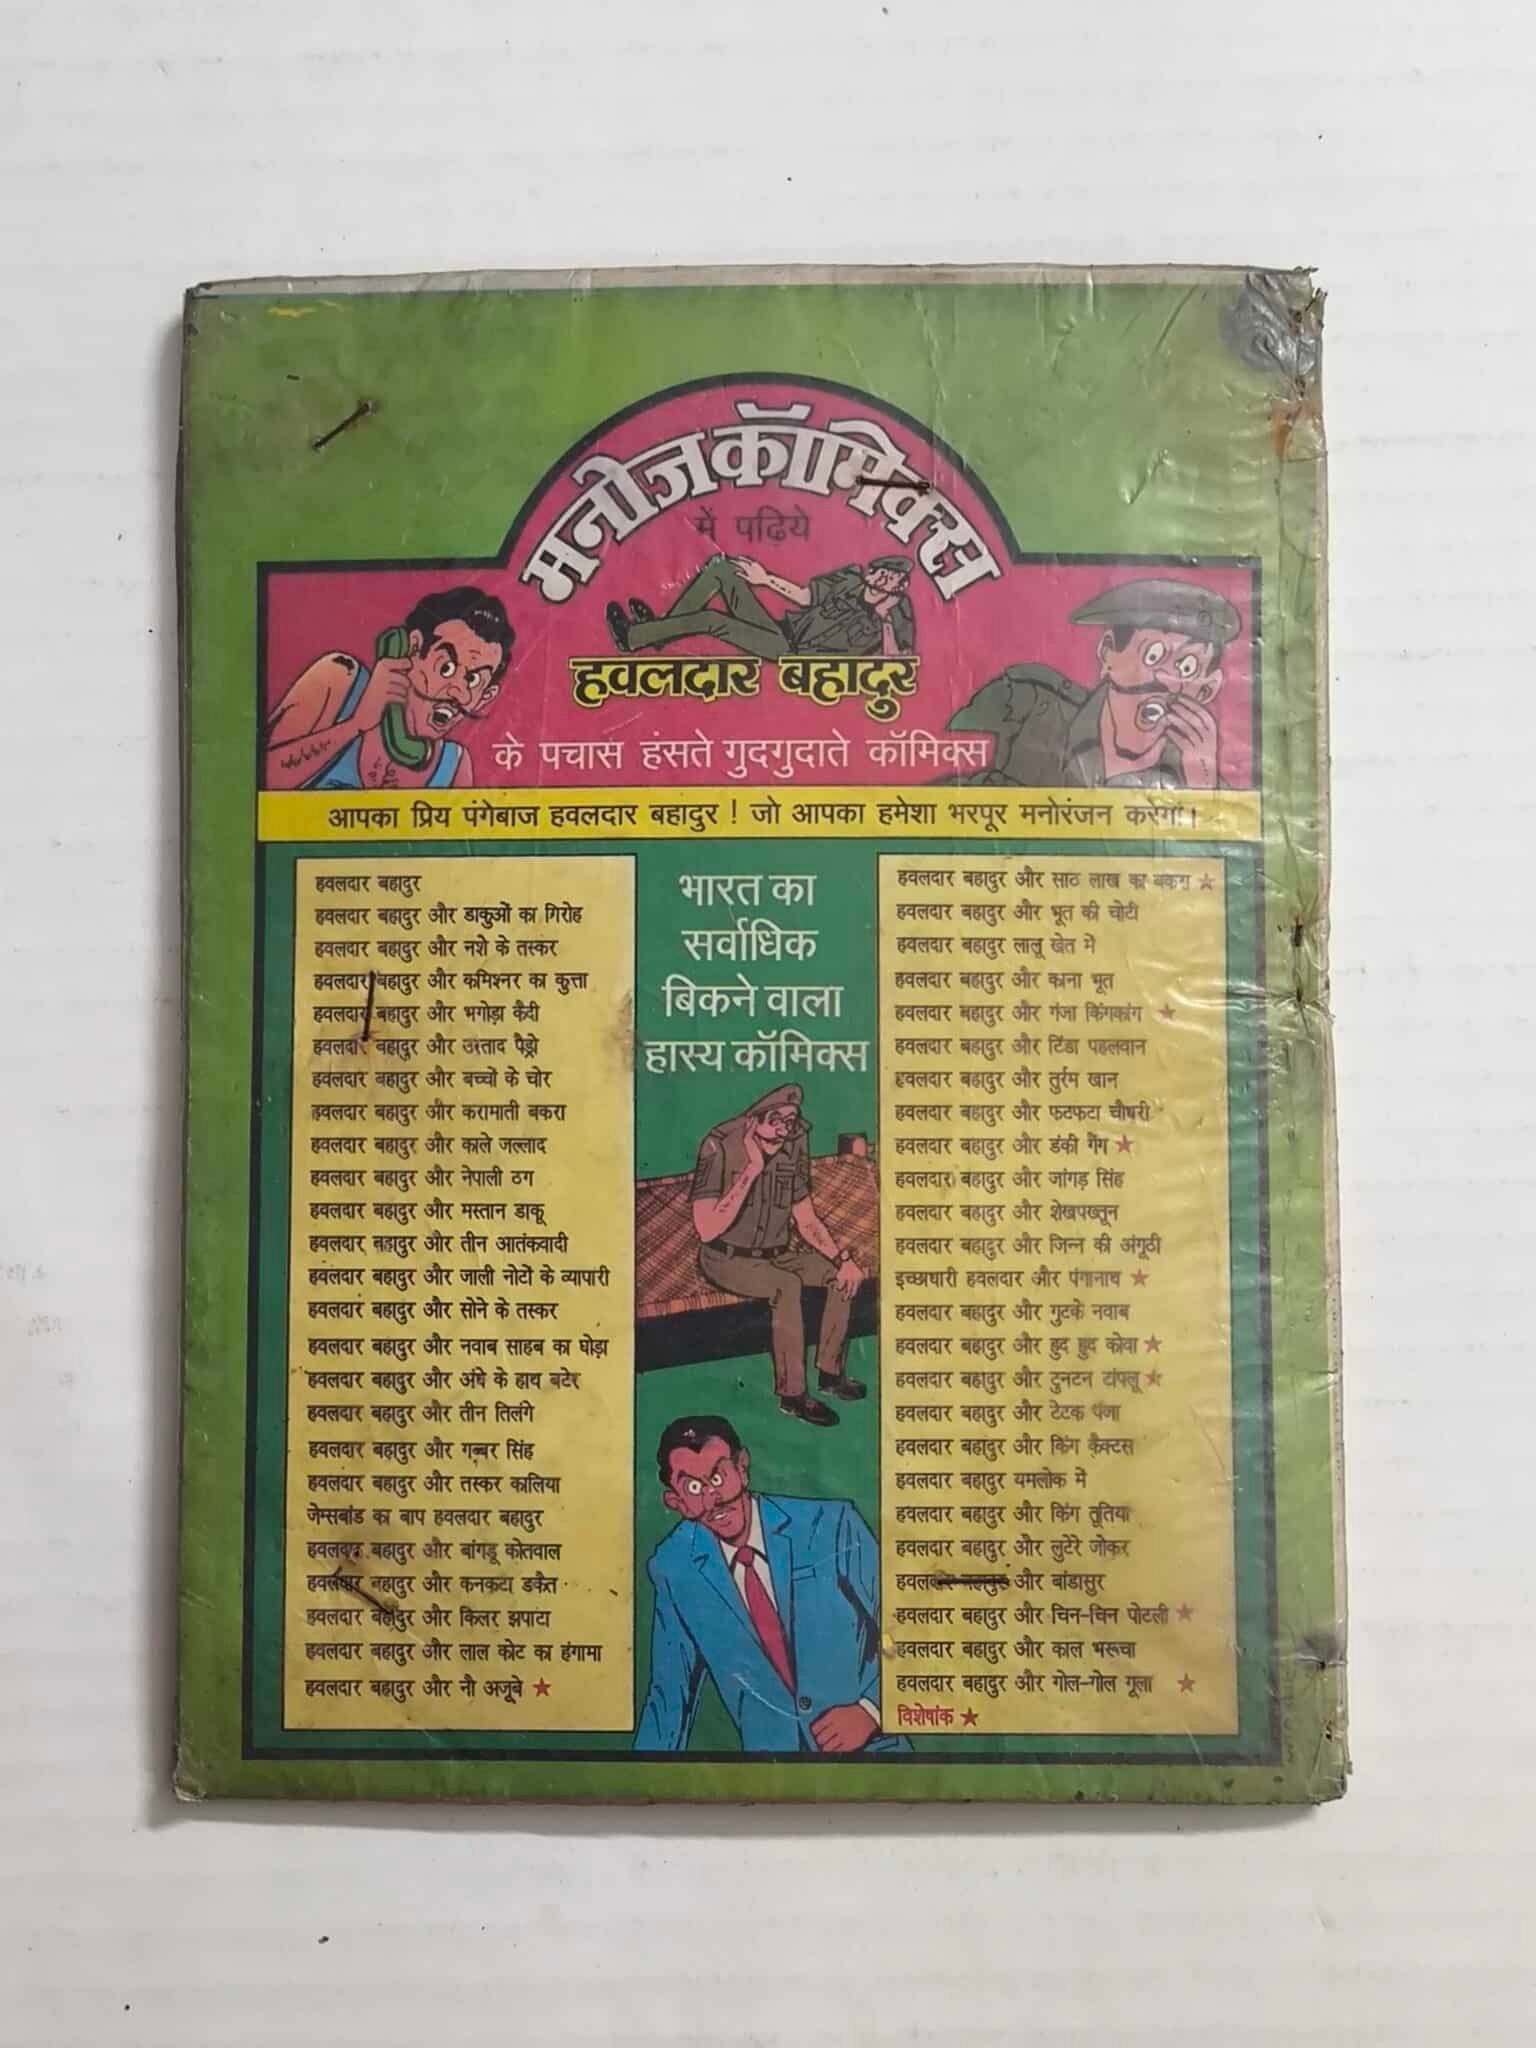 मनोज कॉमिक्स
में पढ़िये
हवलदार बहादुर
के पचास हंसते गुदगुदाते कॉमिक्स
आपका प्रिय पंगेबाज हवलदार बहादुर ! जो आपका हमेशा भरपूर मनोरंजन करेगा।
हवलदार बहादुर
हवलदार बहादुर और डाकुओं का गिरोह
हवलदार बहादुर और नशे के तस्कर
हवलदार बहादुर और कमिश्नर का कुत्ता
हवलदार बहादुर और भगोड़ा कैदी
हवलदार बहादुर और उस्ताद पैड्रो
हवलदार बहादुर और बच्चों के चोर
हवलदार बहादुर और करामाती बकरा
हवलदार बहादुर और काले जल्लाद
हवलदार बहादुर और नेपाली ठग
हवलदार बहादुर और मस्तान डाकू
हवलदार बहादुर और तीन आतंकवादी
हवलदार बहादुर और जाली नोटों के व्यापारी
हवलदार बहादुर और सोने के तस्कर
हवलदार बहादुर और नवाब साहब का घोड़ा
हवलदार बहादुर और अंधे के हाथ बटेर
हवलदार बहादुर और तीन तिलंगे
हवलदार बहादुर और गब्बर सिंह
हवलदार बहादुर और तस्कर कालिया
जेम्सबांड का बाप हवलदार बहादुर
हवलदार बहादुर और बांगडू कोतवाल
हवलदार बहादुर और कनकटा डकैत
हवलदार बहादुर और किलर झपाटा
हवलदार बहादुर और लाल कोट का हंगामा
हवलदार बहादुर और नौ अजूबे ★
भारत का
सर्वाधिक
बिकने वाला
हास्य कॉमिक्स
हवलदार बहादुर और साठ लाख का बकरा ★
हवलदार बहादुर और भूत की चोटी
हवलदार बहादुर लालू खेत में
हवलदार बहादुर और काना भूत
हवलदार बहादुर और गंजा किंगकांग ★
हवलदार बहादुर और टिंडा पहलवान
हवलदार बहादुर और तुर्रम खान
हवलदार बहादुर और फटफटा चौधरी
हवलदार बहादुर और डंकी गैंग ★
हवलदार बहादुर और जांगड़ सिंह
हवलदार बहादुर और शेखपख्तून
हवलदार बहादुर और जिन्न की अंगूठी
इच्छाधारी हवलदार और पंगानाथ ★
हवलदार बहादुर और गुटके नवाब
हवलदार बहादुर और हुद हुद कोवा ★
हवलदार बहादुर और टुनटन टांपलू ★
हवलदार बहादुर और टेटक पंजा
हवलदार बहादुर और किंग कैक्टस
हवलदार बहादुर यमलोक में
हवलदार बहादुर और किंग तूतिया
हवलदार बहादुर और लुटेरे जोकर
हवलदार बहादुर और बांडासुर
हवलदार बहादुर और चिन-चिन पोटली ★
हवलदार बहादुर और काल भरूचा
हवलदार बहादुर और गोल-गोल गूला ★
विशेषांक ★